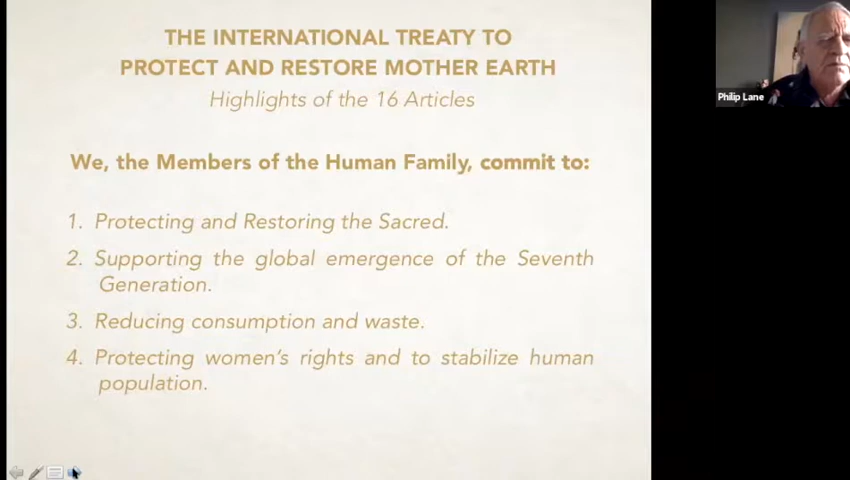 THE INTERNATIONAL TREATY TO
PROTECT AND RESTORE MOTHER EARTH
Highlights of the 16 Articles
We, the Members of the Human Family, commit to:
1. Protecting and Restoring the Sacred.
2. Supporting the global emergence of the Seventh
Generation.
3. Reducing consumption and waste.
4. Protecting women's rights and to stabilize human
population.
Philip Lane